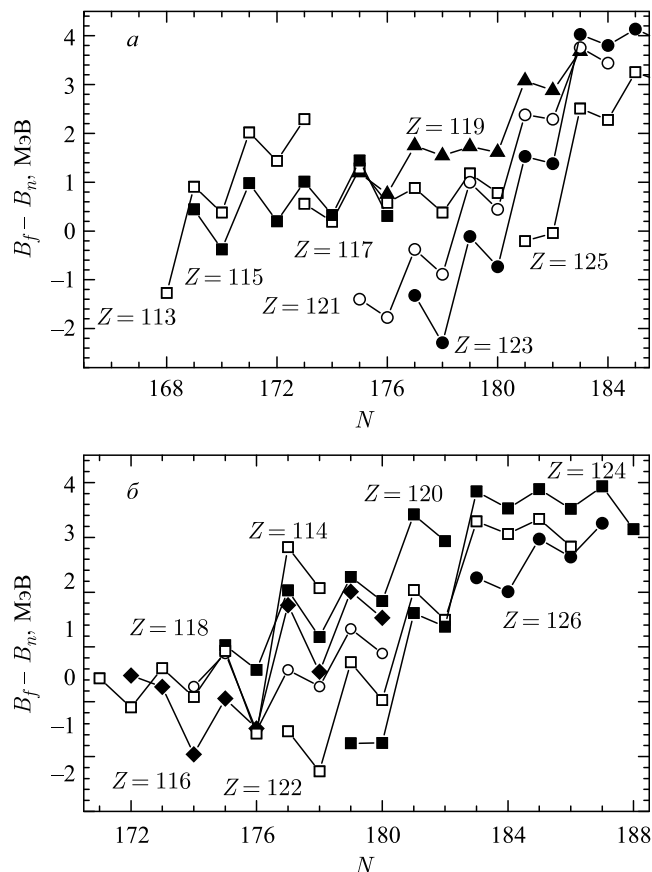 а
4
3
2
1
0
−1
−2
B_f − B_n, МэВ
Z = 119
Z = 117
Z = 115
Z = 125
Z = 113
Z = 121
Z = 123
168 172 176 180 184
N
б
4
3
2
1
0
−1
−2
B_f − B_n, МэВ
Z = 124
Z = 120
Z = 114
Z = 118
Z = 126
Z = 116
Z = 122
172 176 180 184 188
N